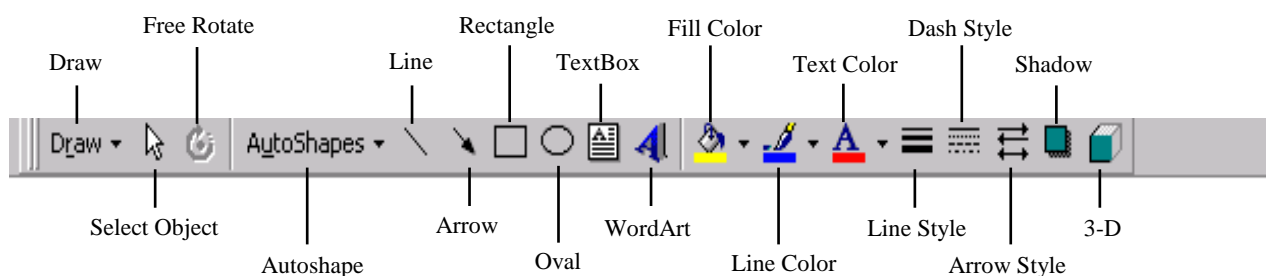 Free Rotate
Rectangle
Fill Color
Dash Style
Draw
Line
TextBox
Text Color
Shadow
Draw
AutoShapes
A
A
A
Select Object
Arrow
WordArt
Line Style
3-D
Autoshape
Oval
Line Color
Arrow Style